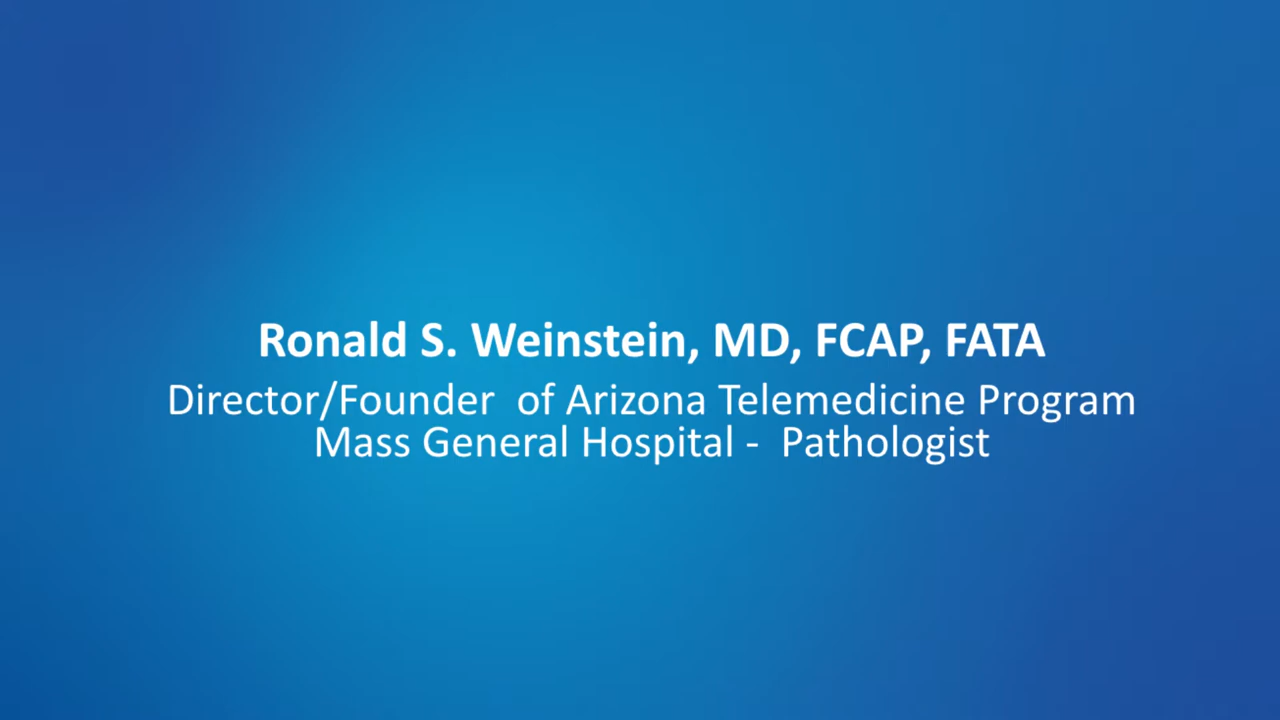 Ronald S. Weinstein, MD, FCAP, FATA
Director/Founder  of Arizona Telemedicine Program
Mass General Hospital -  Pathologist